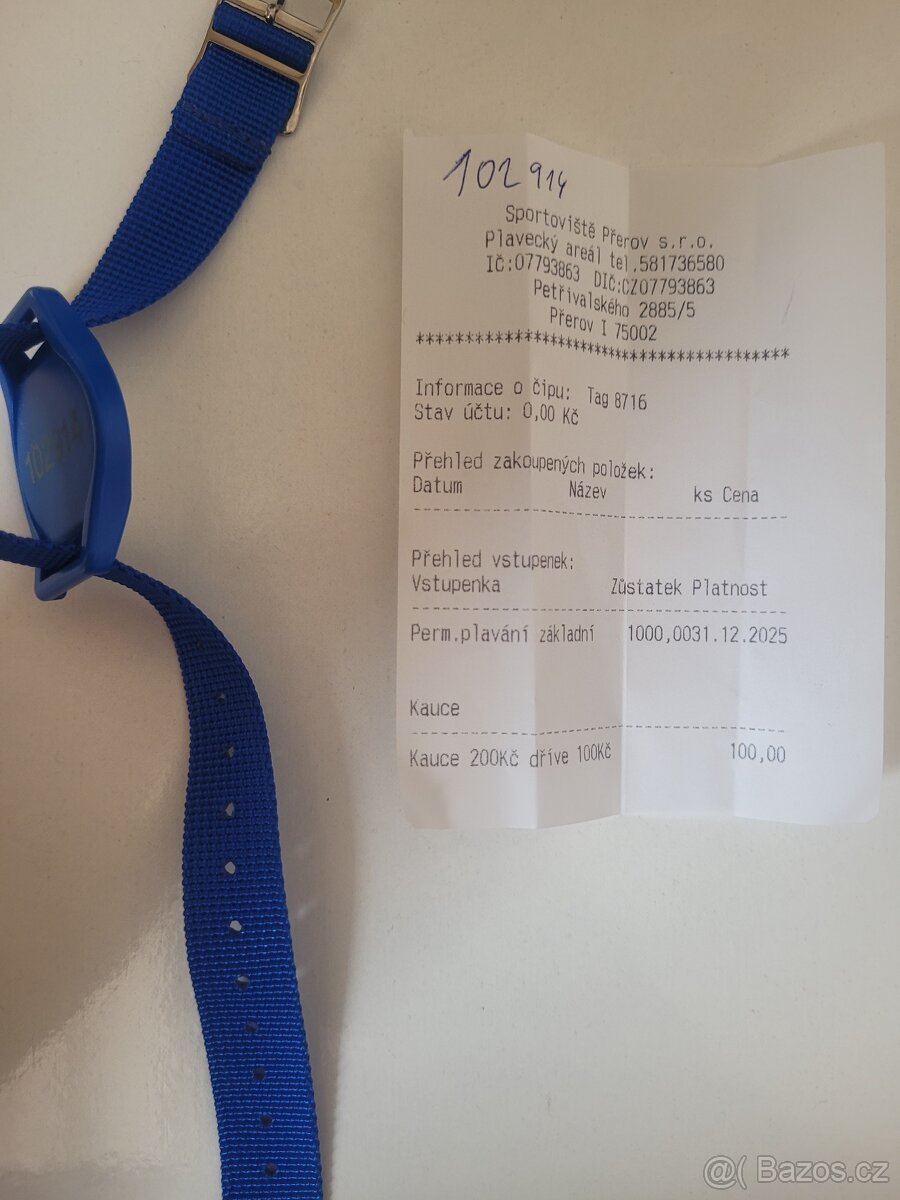 102 914
Sportoviště Přerov s.r.o.
Plavecký areál tel.581736580
IČ:07793863 DIČ:CZ07793863
Petřivalského 2885/5
Přerov I 75002
****************************************
Informace o čipu: Tag 8716
Stav účtu: 0,00 Kč
Přehled zakoupených položek:
Datum Název ks Cena
Přehled vstupenek:
Vstupenka Zůstatek Platnost
Perm.plavání základní 1000,0031.12.2025
Kauce
Kauce 200Kč dříve 100Kč 100,00
102914
@( Bazos.cz